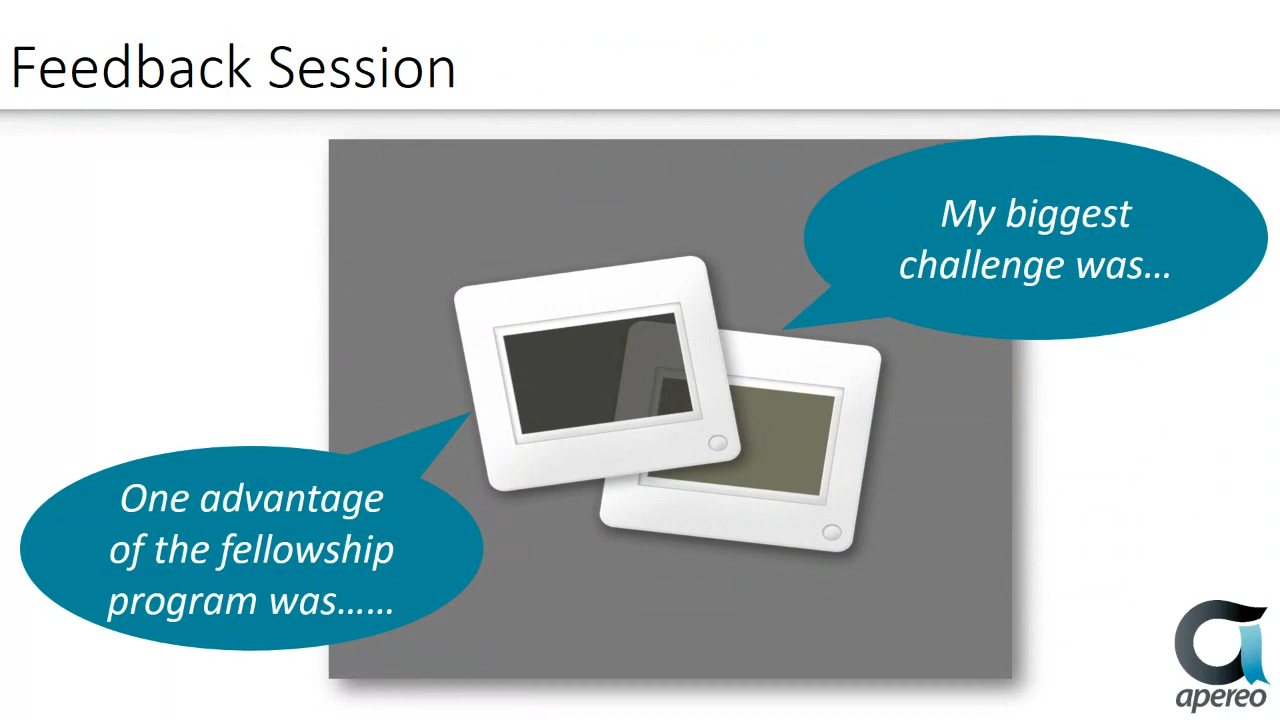 Feedback Session
My biggest
challenge was...
One advantage
of the fellowship
program was......
apereo